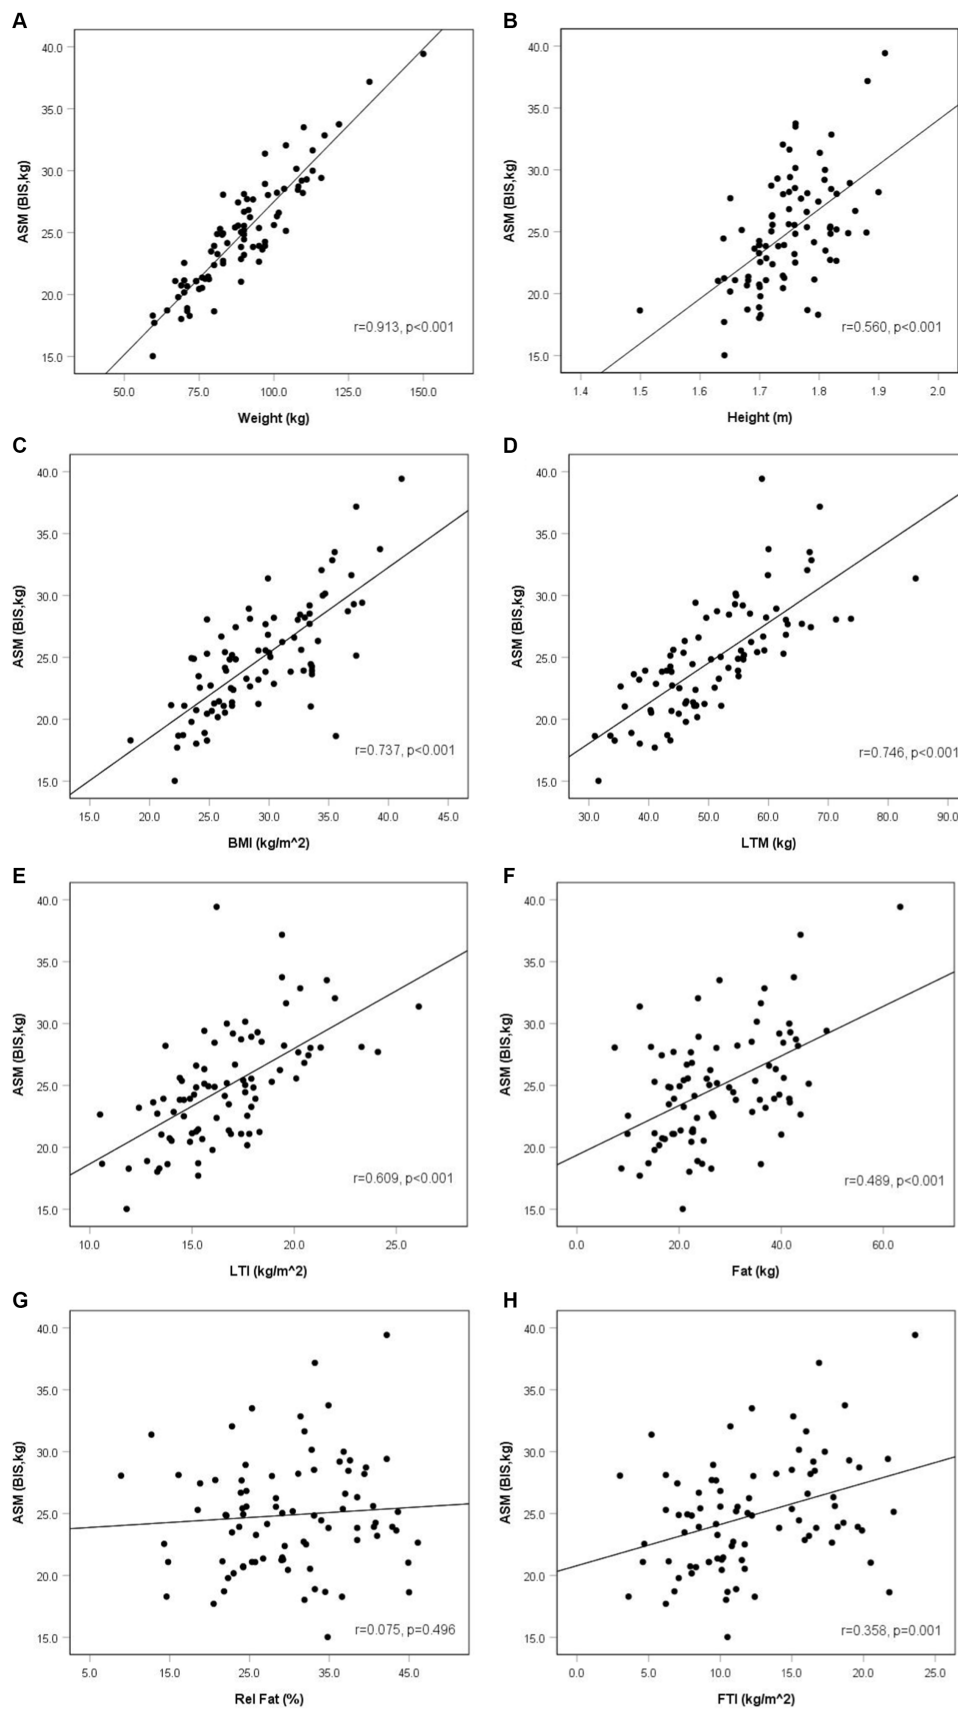 A
ASM (BIS,kg)
40.0
35.0
30.0
25.0
20.0
15.0
r=0.913, p<0.001
50.0 75.0 100.0 125.0 150.0
Weight (kg)
B
ASM (BIS,kg)
40.0
35.0
30.0
25.0
20.0
15.0
r=0.560, p<0.001
1.4 1.5 1.6 1.7 1.8 1.9 2.0
Height (m)
C
ASM (BIS,kg)
40.0
35.0
30.0
25.0
20.0
15.0
r=0.737, p<0.001
15.0 20.0 25.0 30.0 35.0 40.0 45.0
BMI (kg/m^2)
D
ASM (BIS,kg)
40.0
35.0
30.0
25.0
20.0
15.0
r=0.746, p<0.001
30.0 40.0 50.0 60.0 70.0 80.0 90.0
LTM (kg)
E
ASM (BIS,kg)
40.0
35.0
30.0
25.0
20.0
15.0
r=0.609, p<0.001
10.0 15.0 20.0 25.0
LTI (kg/m^2)
F
ASM (BIS,kg)
40.0
35.0
30.0
25.0
20.0
15.0
r=0.489, p<0.001
0.0 20.0 40.0 60.0
Fat (kg)
G
ASM (BIS,kg)
40.0
35.0
30.0
25.0
20.0
15.0
r=0.075, p=0.496
5.0 15.0 25.0 35.0 45.0
Rel Fat (%)
H
ASM (BIS,kg)
40.0
35.0
30.0
25.0
20.0
15.0
r=0.358, p=0.001
0.0 5.0 10.0 15.0 20.0 25.0
FTI (kg/m^2)